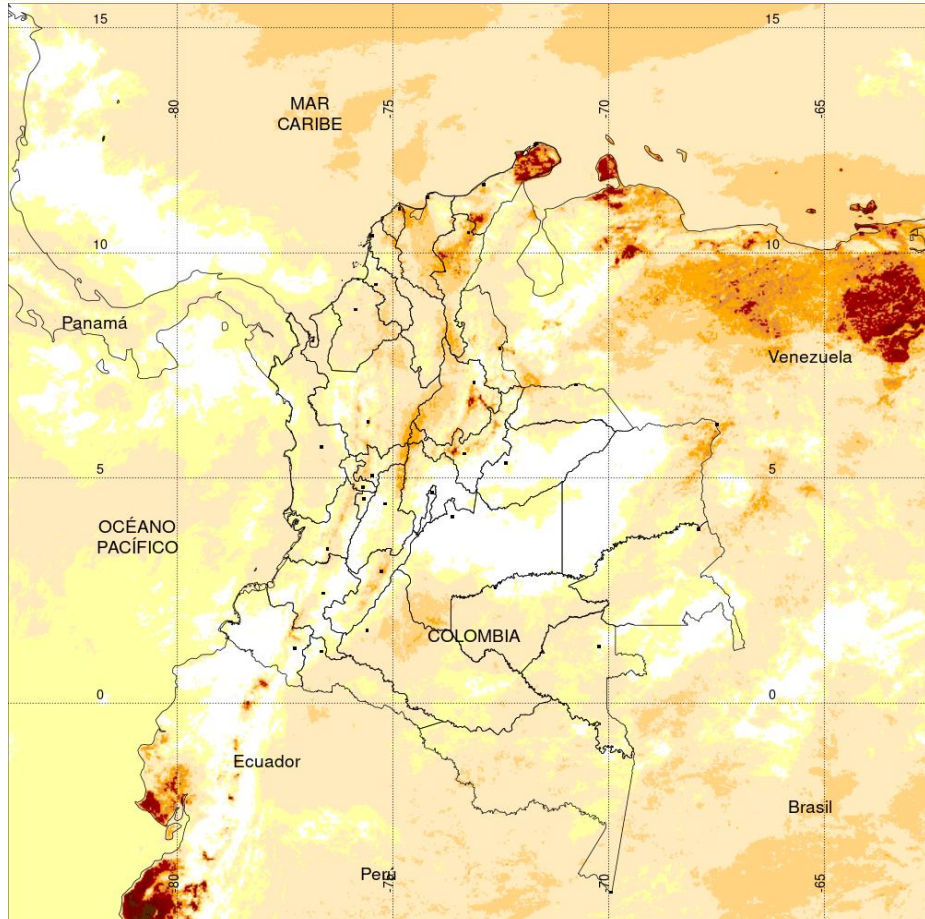 15
15
-80
-75
-70
-65
MAR
CARIBE
10
10
Panamá
Venezuela
5
5
OCÉANO
PACÍFICO
COLOMBIA
0
0
Ecuador
Brasil
Perú
-80
-75
-70
-65